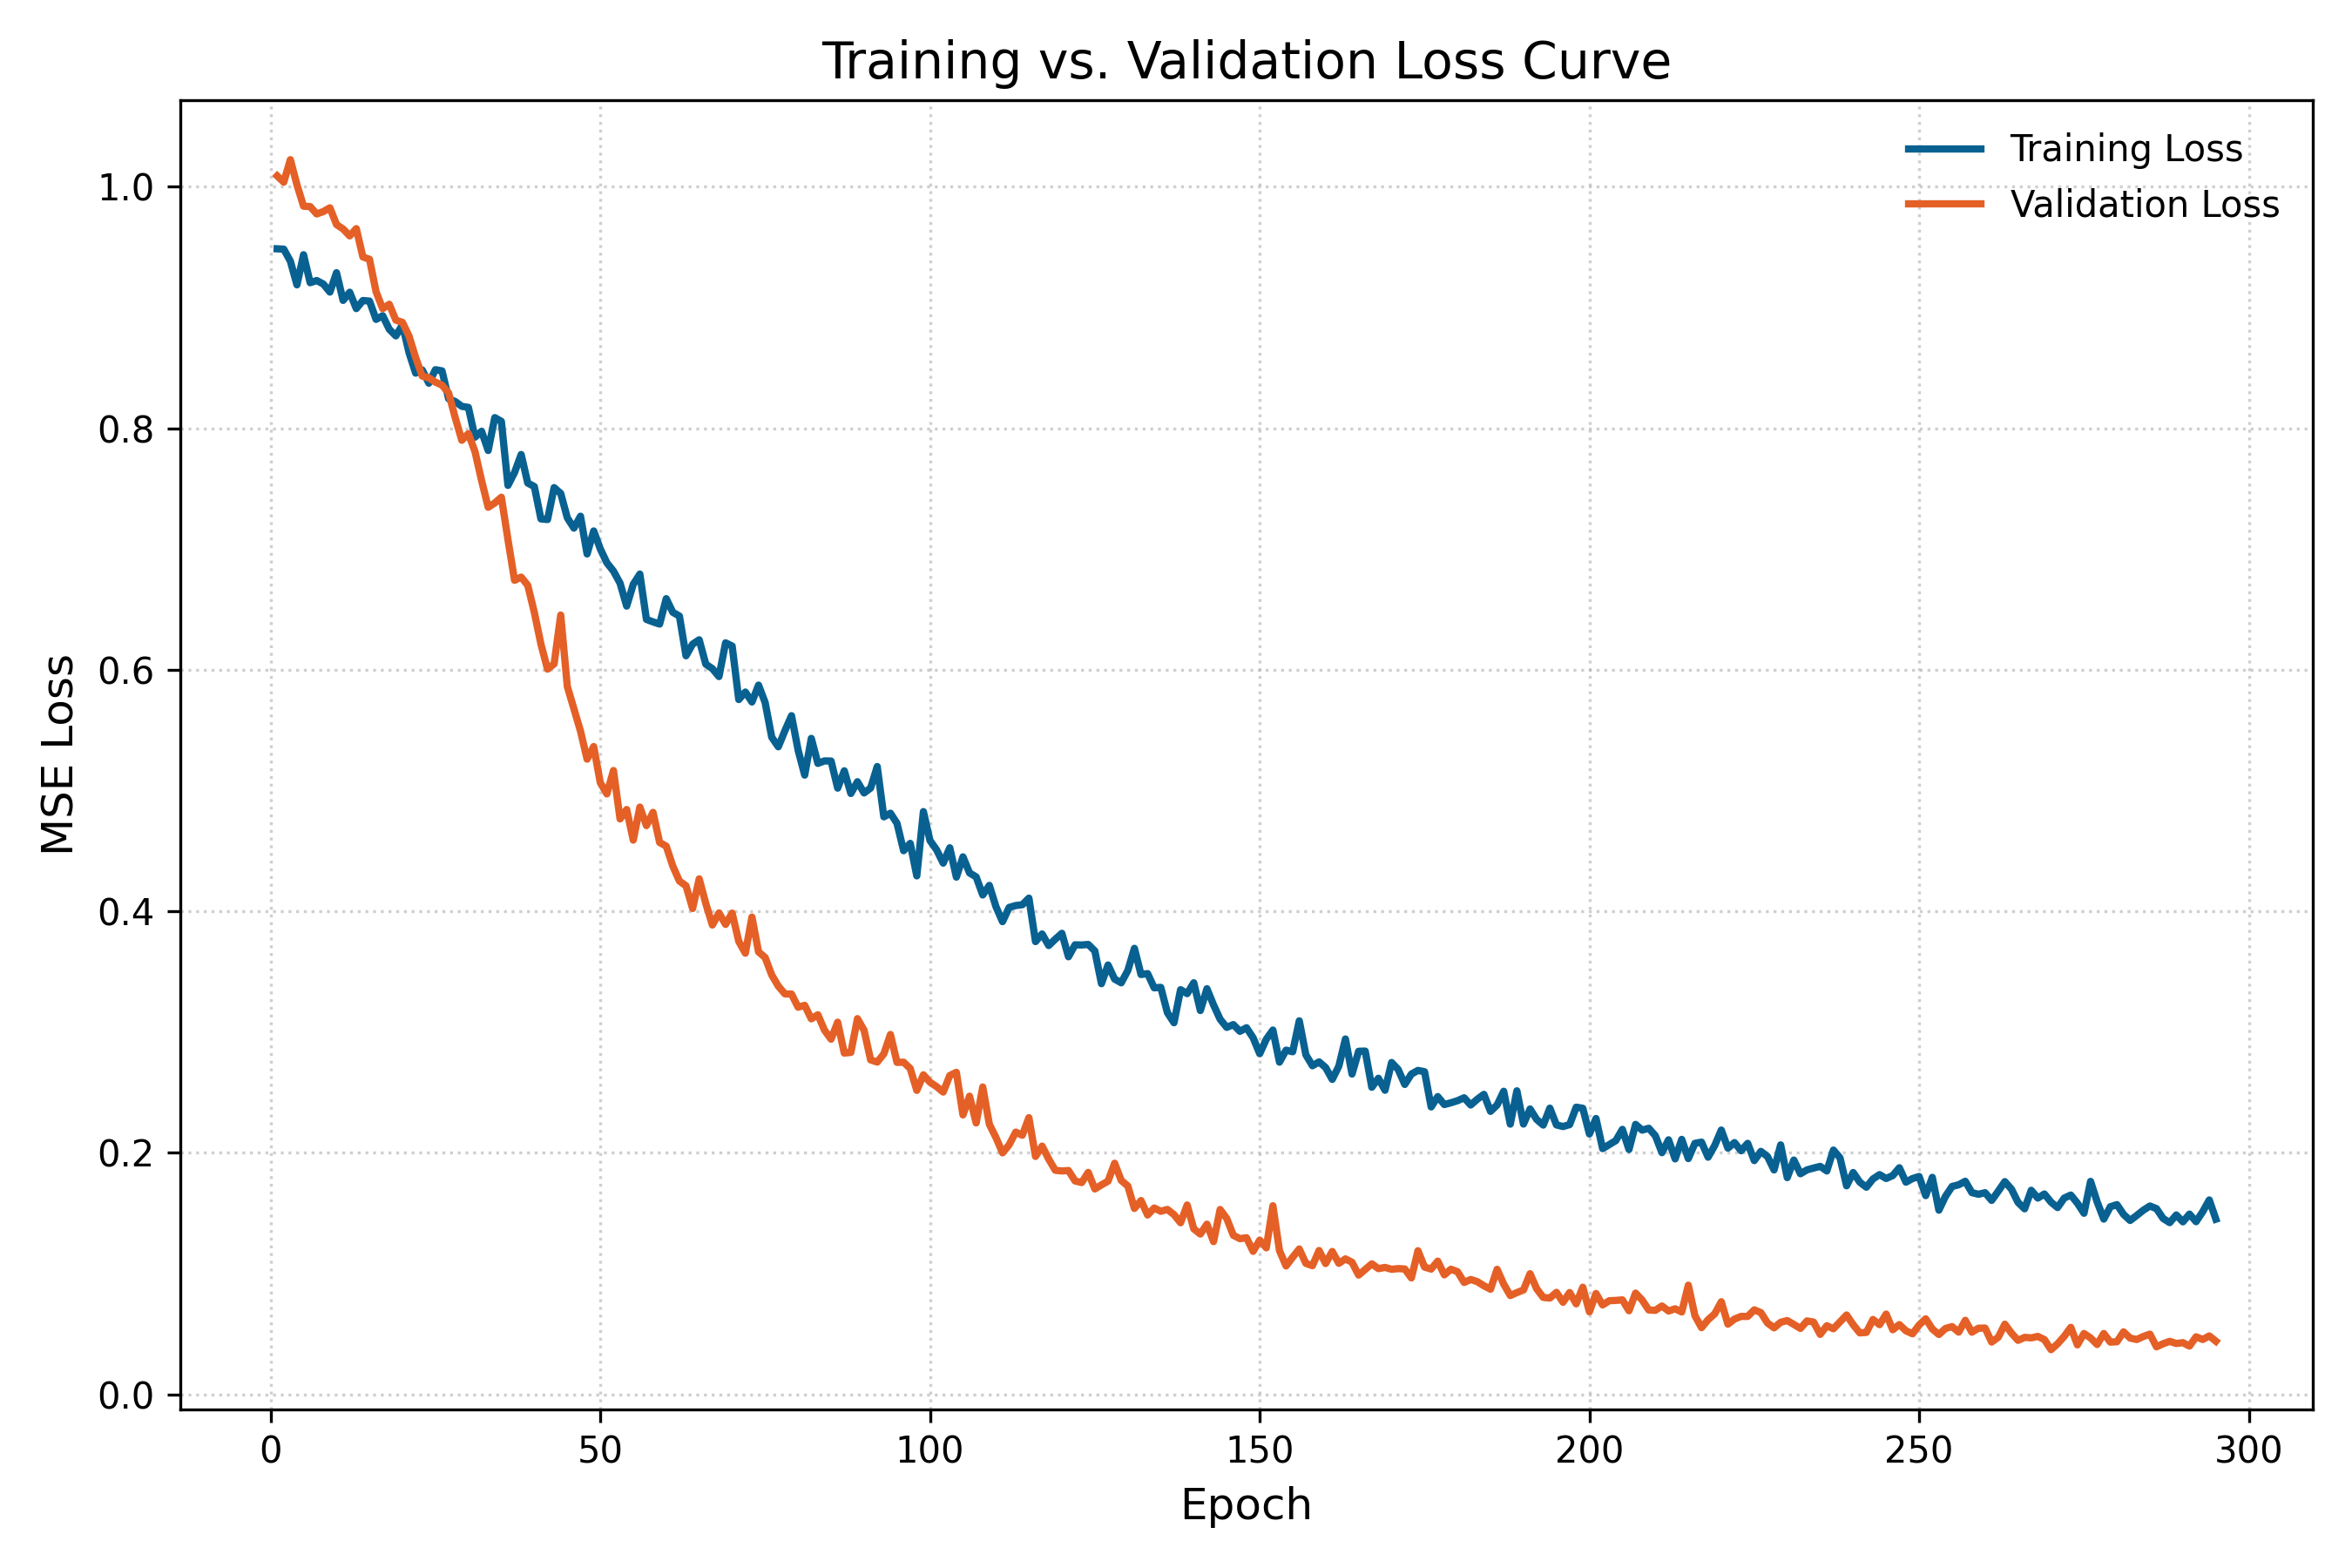 Training vs. Validation Loss Curve
Training Loss
Validation Loss
MSE Loss
1.0
0.8
0.6
0.4
0.2
0.0
0 50 100 150 200 250 300
Epoch